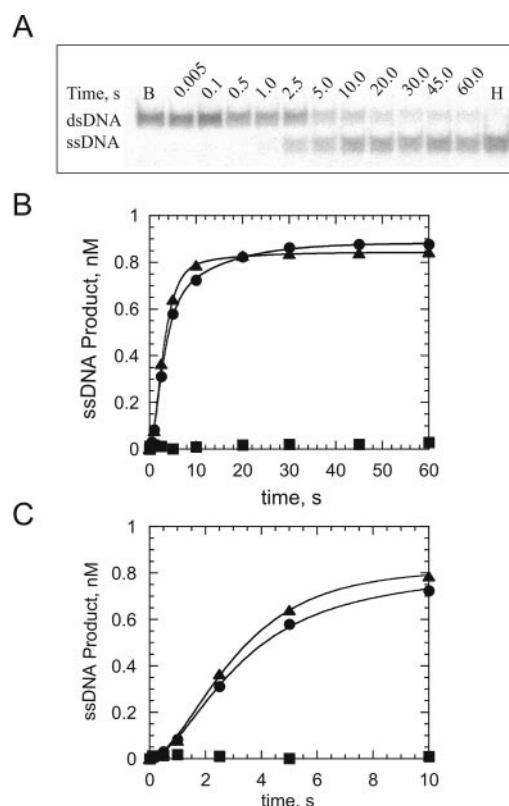 A
Time, s B 0.005 0.1 0.5 1.0 2.5 5.0 10.0 20.0 30.0 45.0 60.0 H
dsDNA
ssDNA
B
1
0.8
0.6
0.4
0.2
0
ssDNA Product, nM
0 10 20 30 40 50 60
time, s
C
1
0.8
0.6
0.4
0.2
0
ssDNA Product, nM
0 2 4 6 8 10
time, s